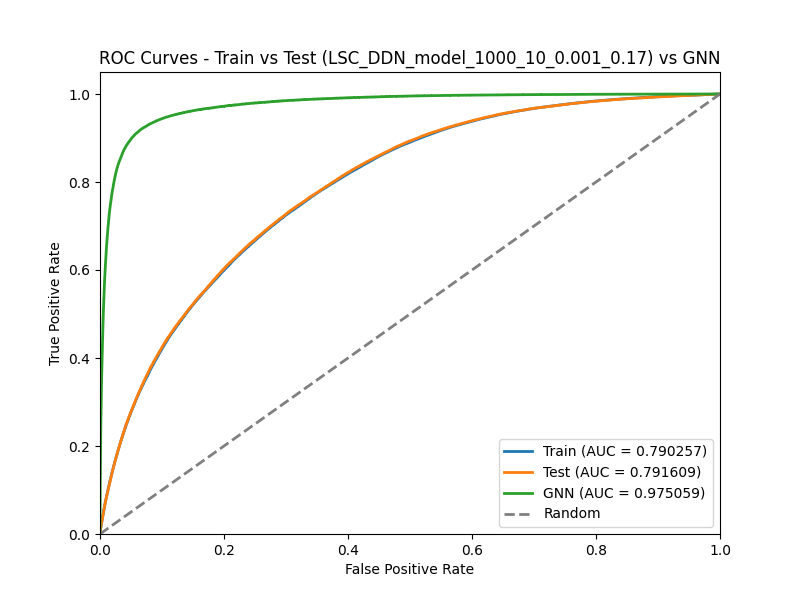 ROC Curves - Train vs Test (LSC_DDN_model_1000_10_0.001_0.17) vs GNN
True Positive Rate
1.0
0.8
0.6
0.4
0.2
0.0
0.0 0.2 0.4 0.6 0.8 1.0
False Positive Rate
Train (AUC = 0.790257)
Test (AUC = 0.791609)
GNN (AUC = 0.975059)
Random